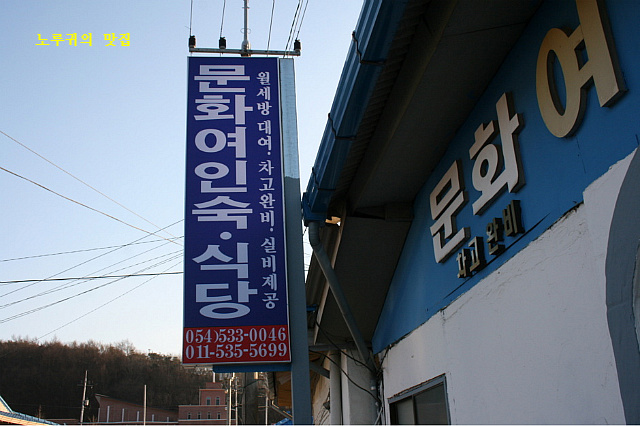 노루귀의 맛집
문화여인숙·식당
월세방 대여·차고완비·실비제공
054)533-0046
011-535-5699
문화여
차고 완비